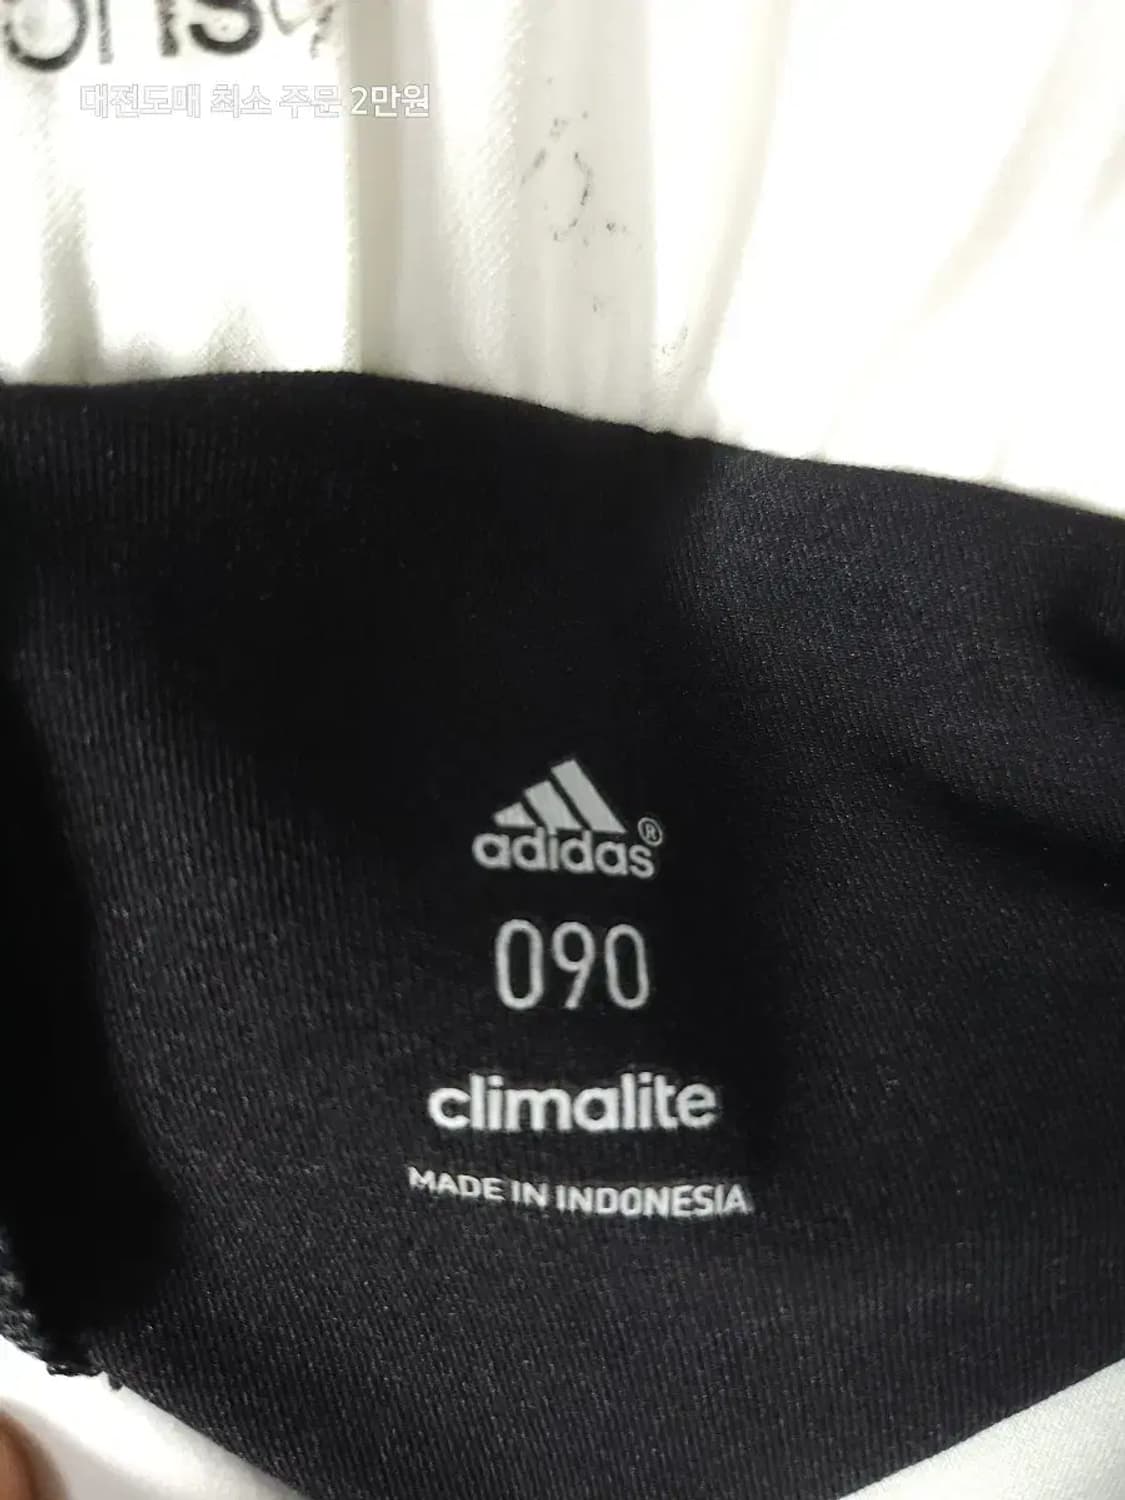 대전도매 최소 주문 2만원
adidas®
090
climalite
MADE IN INDONESIA